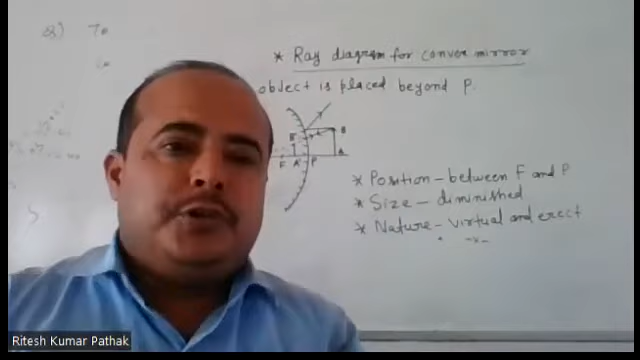 Q) To
* Ray diagram for convex mirror
object is placed beyond P.
B' B
F A' P A
* Position - between F and P
* Size - diminished
* Nature - virtual and erect
-x-
Ritesh Kumar Pathak